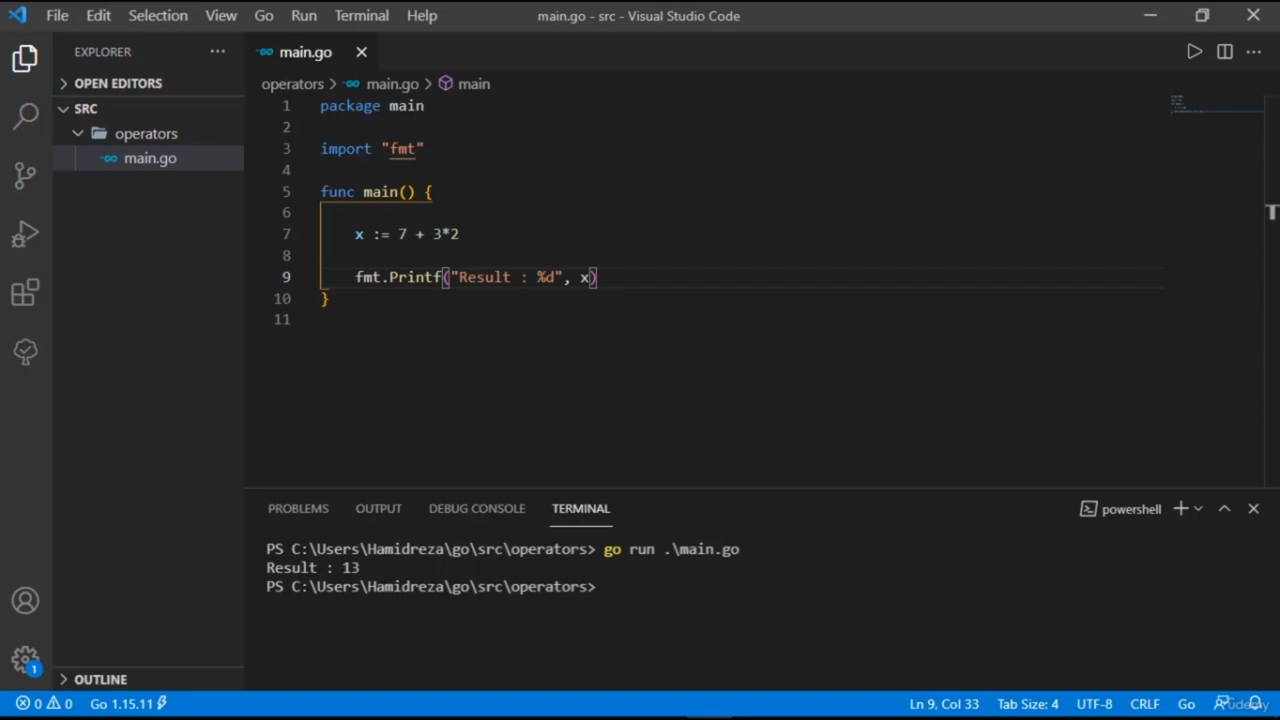 File Edit Selection View Go Run Terminal Help main.go - src - Visual Studio Code
EXPLORER
OPEN EDITORS
SRC
operators
main.go
main.go
operators > main.go > main
1 package main
2
3 import "fmt"
4
5 func main() {
6
7 x := 7 + 3*2
8
9 fmt.Printf("Result : %d", x)
10 }
11
PROBLEMS OUTPUT DEBUG CONSOLE TERMINAL powershell
PS C:\Users\Hamidreza\go\src\operators> go run .\main.go
Result : 13
PS C:\Users\Hamidreza\go\src\operators>
1
OUTLINE
0 0 Go 1.15.11 Ln 9, Col 33 Tab Size: 4 UTF-8 CRLF Go
Udemy